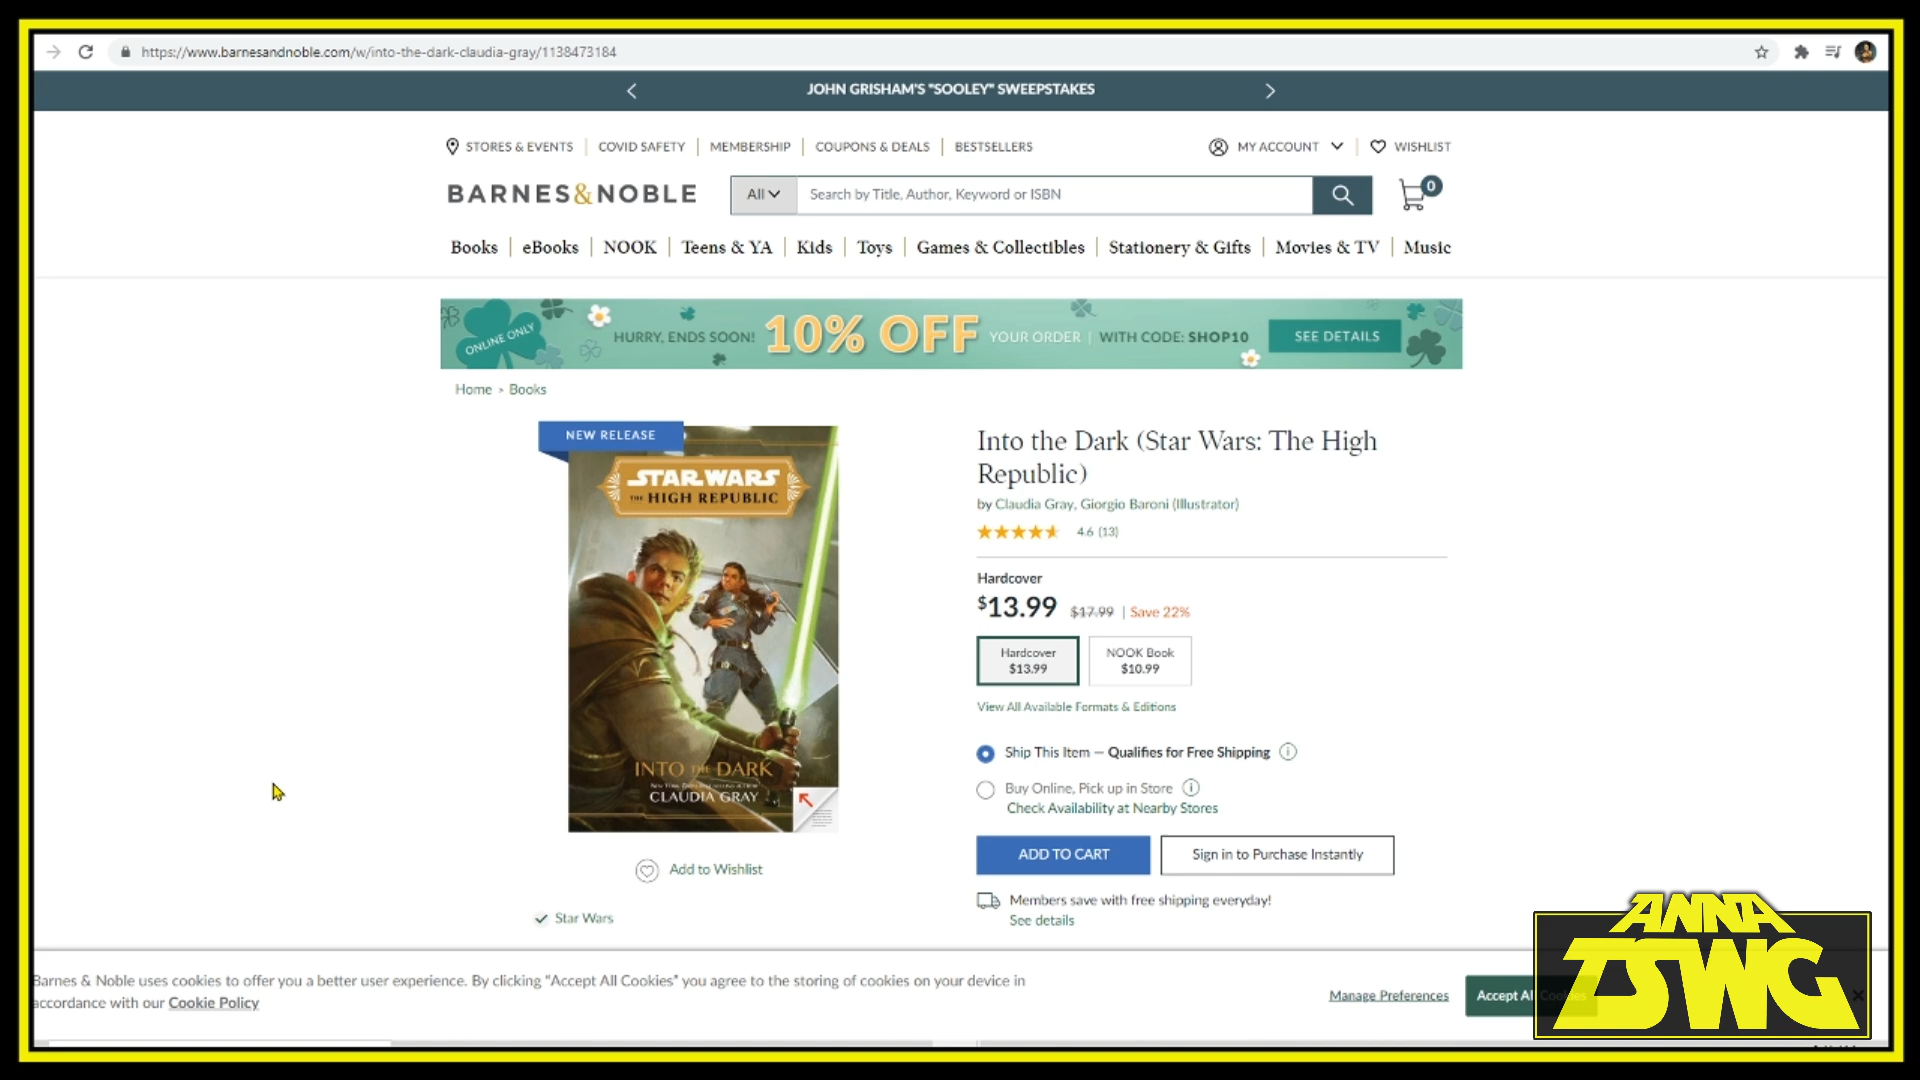 https://www.barnesandnoble.com/w/into-the-dark-claudia-gray/1138473184
JOHN GRISHAM'S "SOOLEY" SWEEPSTAKES
STORES & EVENTS COVID SAFETY MEMBERSHIP COUPONS & DEALS BESTSELLERS MY ACCOUNT WISHLIST
BARNES&NOBLE All Search by Title, Author, Keyword or ISBN 0
Books eBooks NOOK Teens & YA Kids Toys Games & Collectibles Stationery & Gifts Movies & TV Music
ONLINE ONLY HURRY, ENDS SOON! 10% OFF YOUR ORDER | WITH CODE: SHOP10 SEE DETAILS
Home > Books
NEW RELEASE
STAR WARS
THE HIGH REPUBLIC
INTO THE DARK
CLAUDIA GRAY
Add to Wishlist
Star Wars
Into the Dark (Star Wars: The High
Republic)
by Claudia Gray, Giorgio Baroni (Illustrator)
4.6 (13)
Hardcover
$13.99 $17.99 | Save 22%
Hardcover NOOK Book
$13.99 $10.99
View All Available Formats & Editions
Ship This Item — Qualifies for Free Shipping
Buy Online, Pick up in Store
Check Availability at Nearby Stores
ADD TO CART Sign in to Purchase Instantly
Members save with free shipping everyday!
See details
Barnes & Noble uses cookies to offer you a better user experience. By clicking "Accept All Cookies" you agree to the storing of cookies on your device in
accordance with our Cookie Policy
Manage Preferences Accept All Cookies
ANNA
TSWG